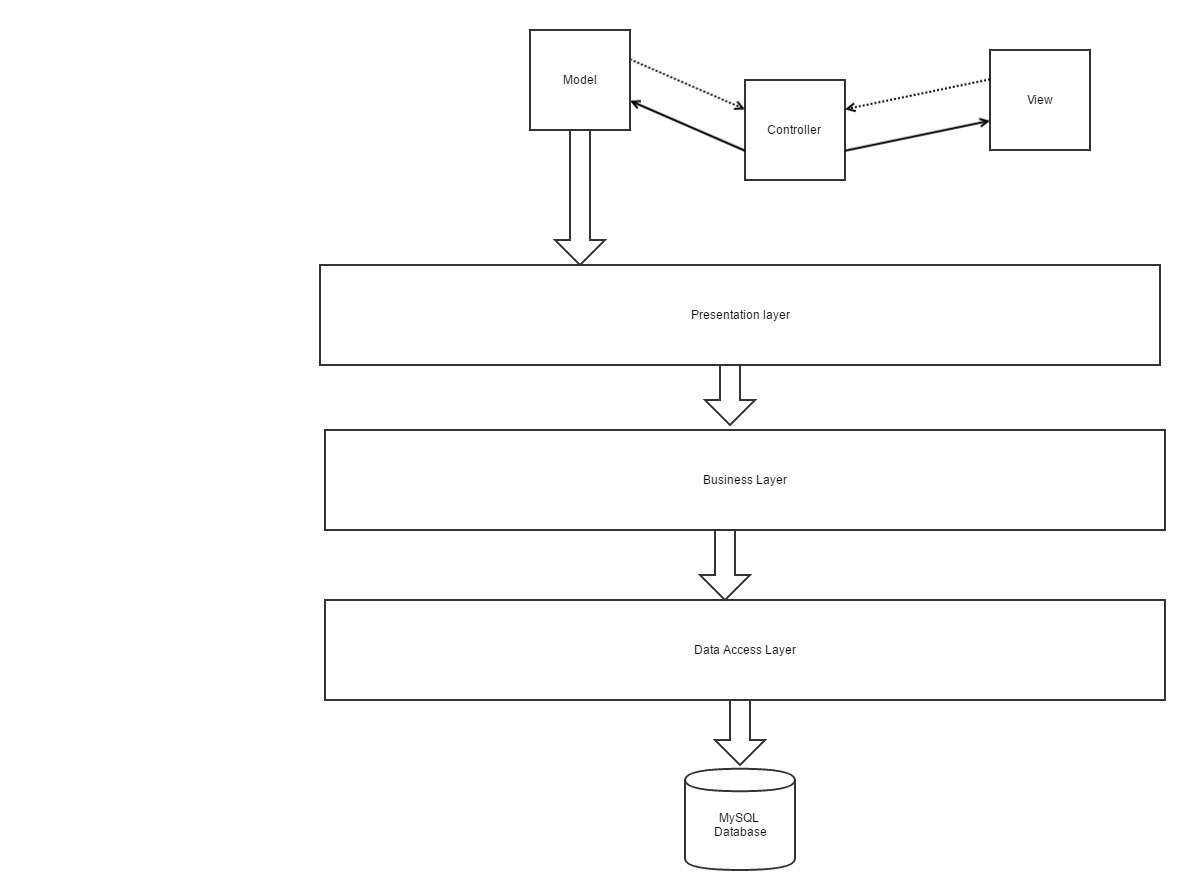 Model
View
Controller
Presentation layer
Business Layer
Data Access Layer
MySQL
Database